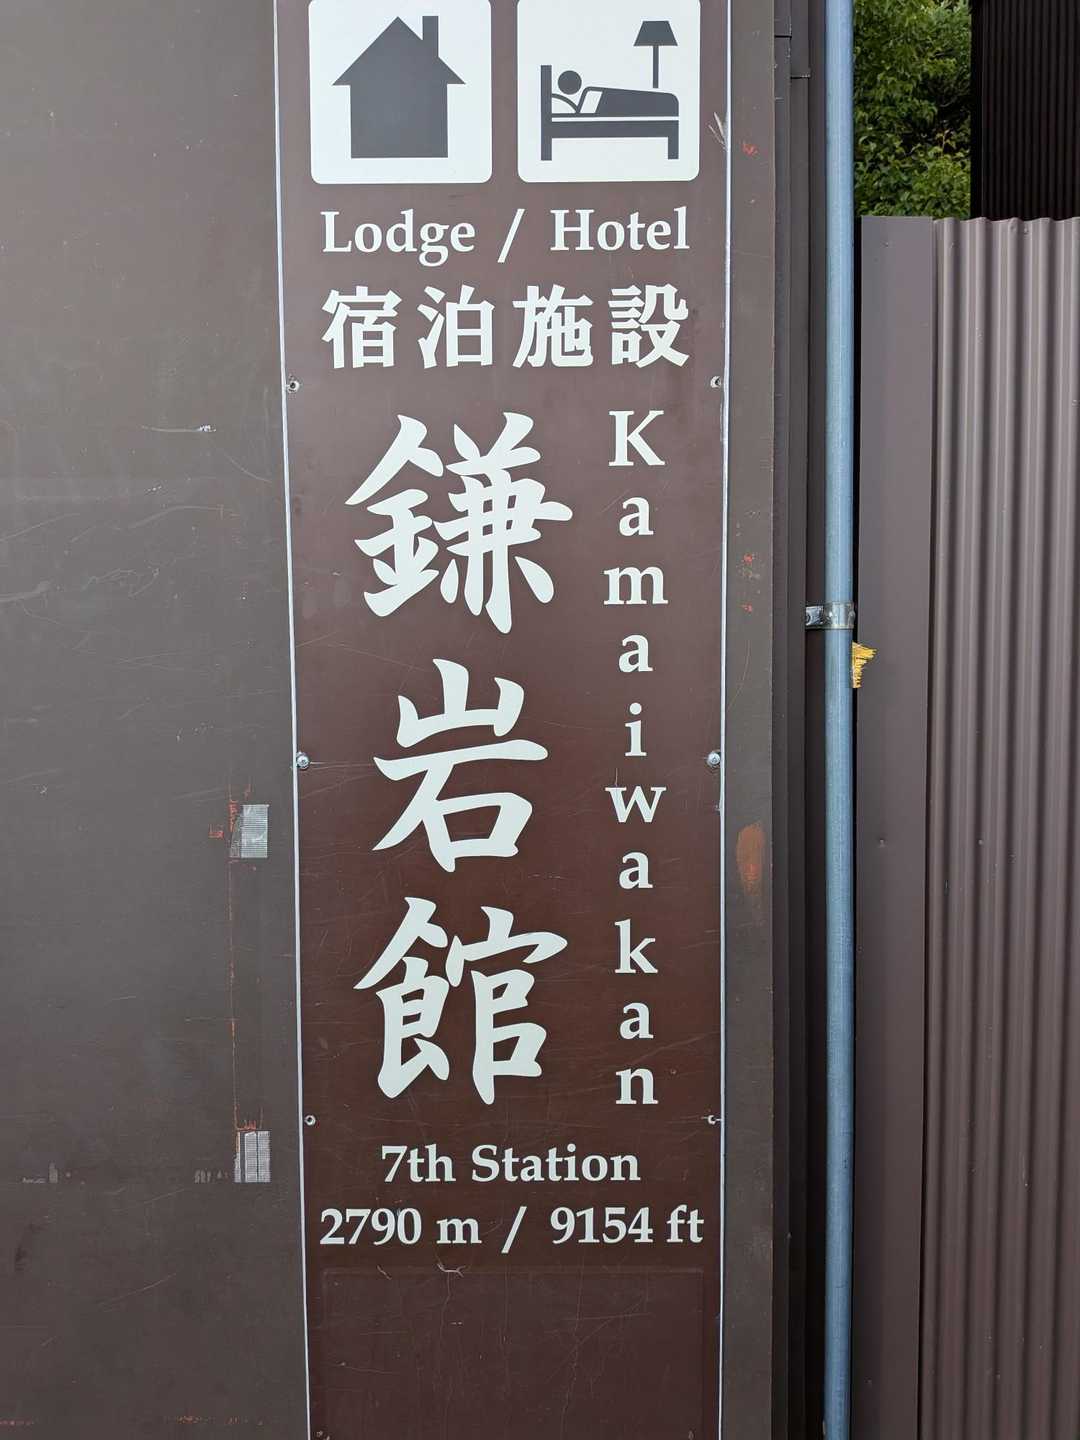 Lodge / Hotel
宿泊施設
鎌岩館
Kamaiwakan
7th Station
2790 m / 9154 ft